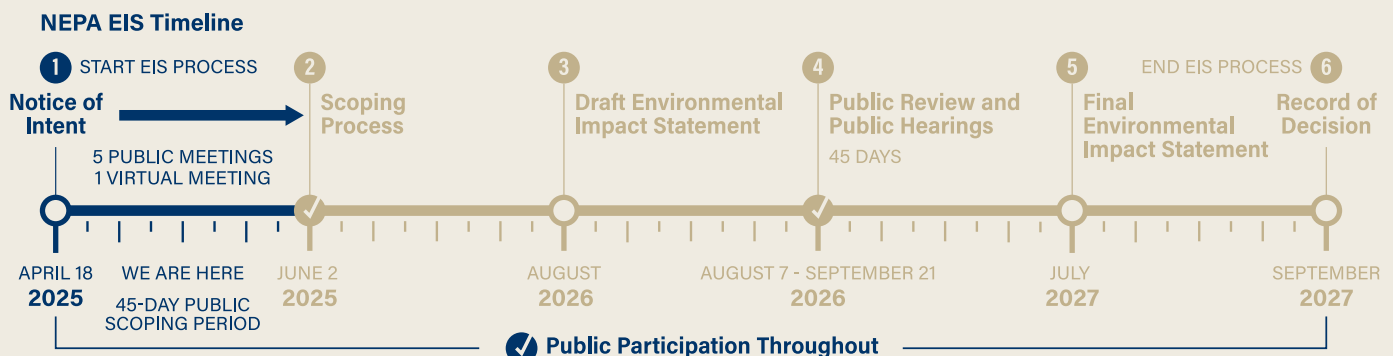 NEPA EIS Timeline
1 START EIS PROCESS
Notice of
Intent
5 PUBLIC MEETINGS
1 VIRTUAL MEETING
2
Scoping
Process
3
Draft Environmental
Impact Statement
4
Public Review and
Public Hearings
45 DAYS
5
Final
Environmental
Impact Statement
END EIS PROCESS 6
Record of
Decision
APRIL 18
2025
WE ARE HERE
45-DAY PUBLIC
SCOPING PERIOD
JUNE 2
2025
AUGUST
2026
AUGUST 7 - SEPTEMBER 21
2026
JULY
2027
SEPTEMBER
2027
Public Participation Throughout